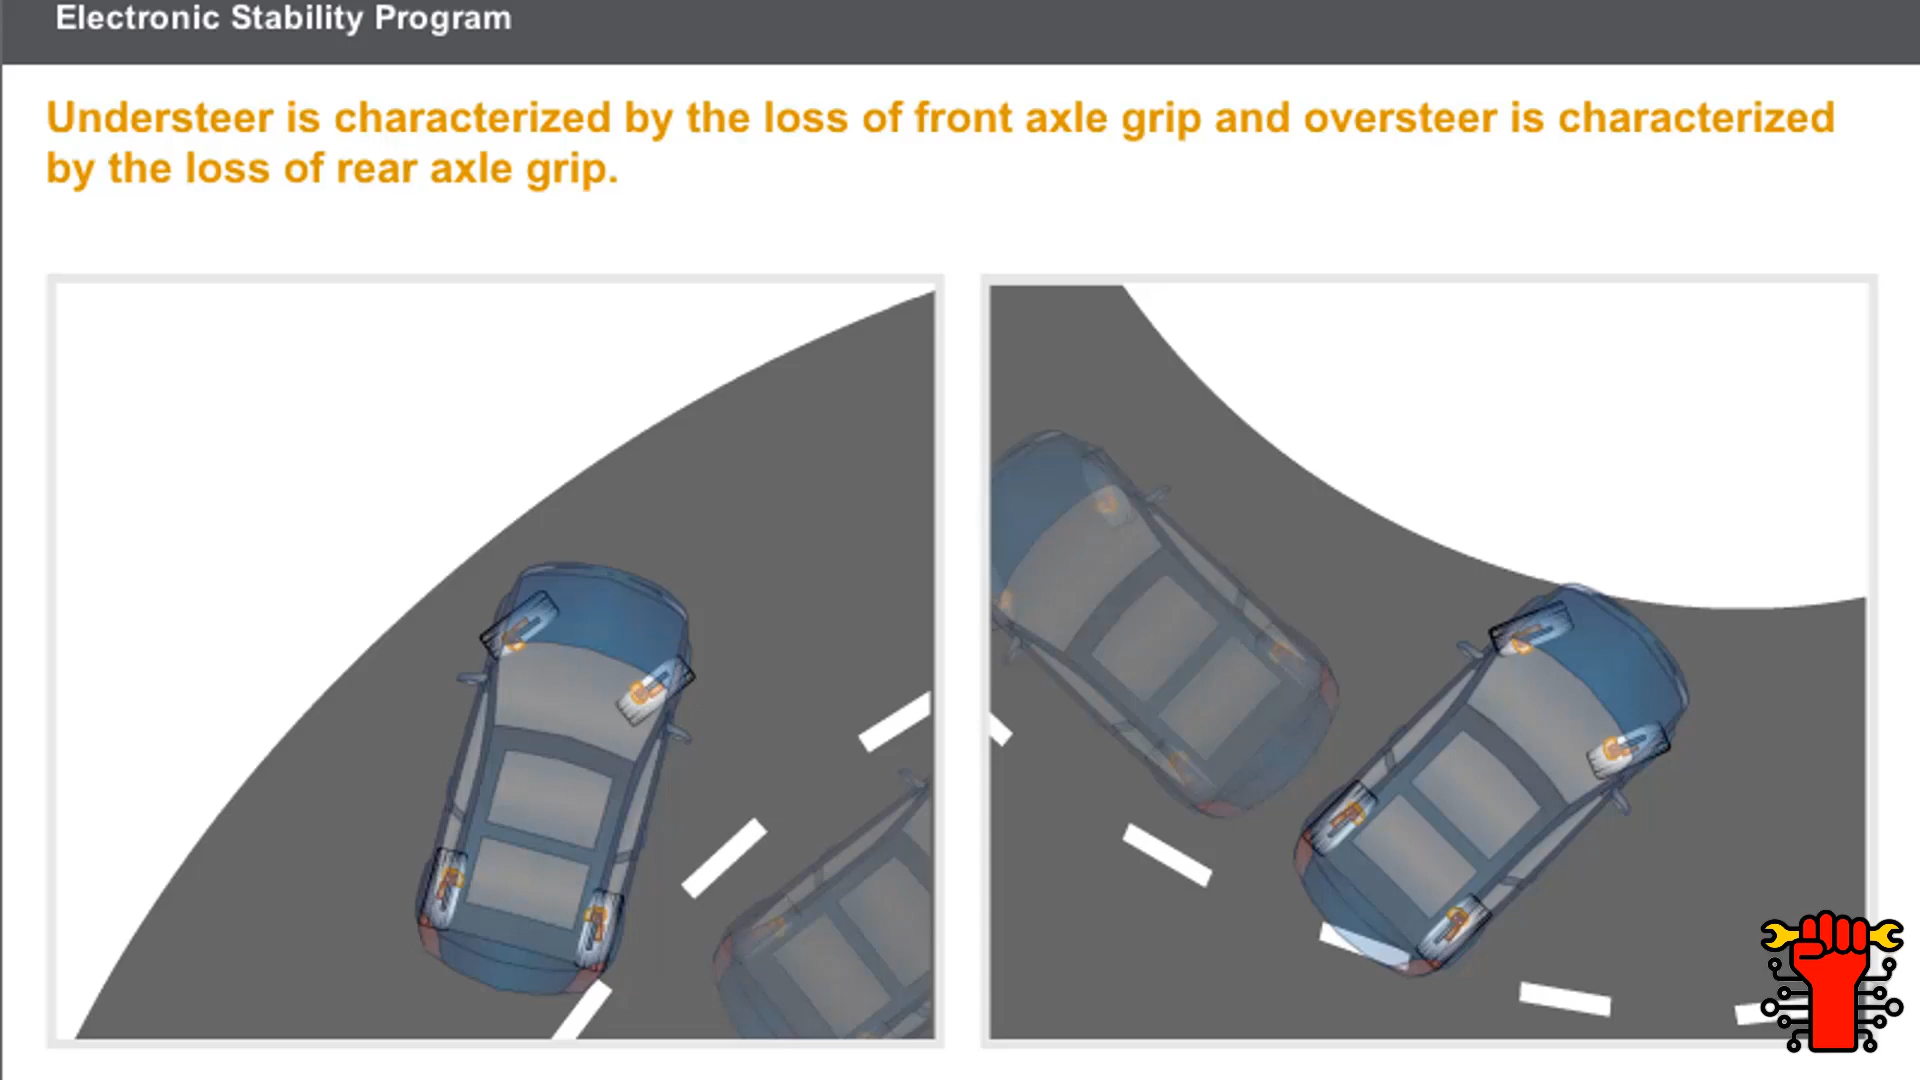 Electronic Stability Program
Understeer is characterized by the loss of front axle grip and oversteer is characterized
by the loss of rear axle grip.